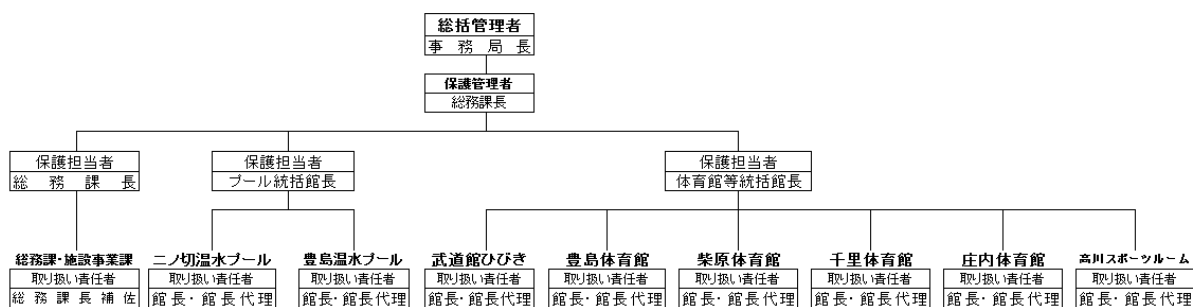 総括管理者
事務局長
保護管理者
総務課長
保護担当者
総務課長
保護担当者
プール統括館長
保護担当者
体育館等統括館長
総務課・施設事業課
取り扱い責任者
総務課長補佐
二ノ切温水プール
取り扱い責任者
館長・館長代理
豊島温水プール
取り扱い責任者
館長・館長代理
武道館ひびき
取り扱い責任者
館長・館長代理
豊島体育館
取り扱い責任者
館長・館長代理
柴原体育館
取り扱い責任者
館長・館長代理
千里体育館
取り扱い責任者
館長・館長代理
庄内体育館
取り扱い責任者
館長・館長代理
高川スポーツルーム
取り扱い責任者
館長・館長代理